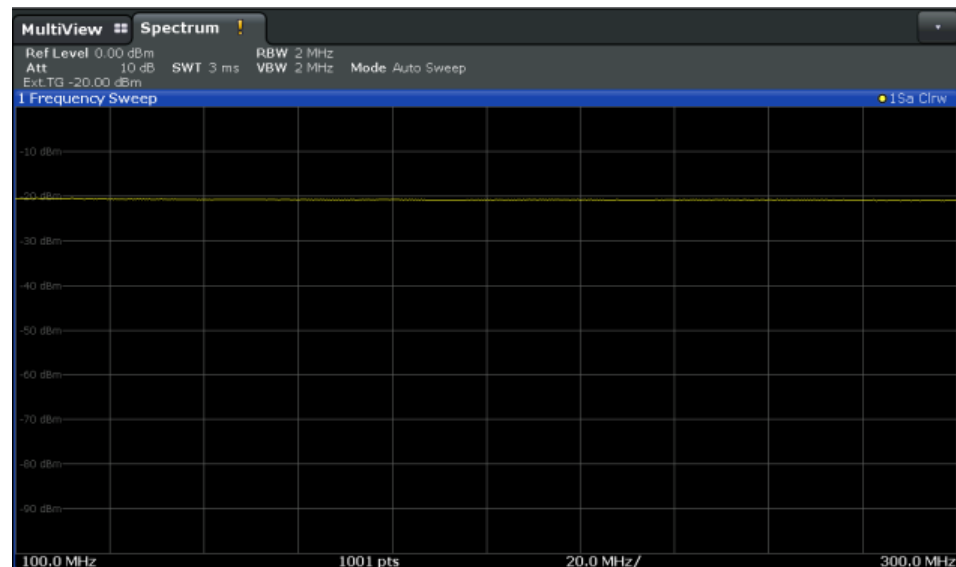 MultiView Spectrum !
Ref Level 0.00 dBm RBW 2 MHz
Att 10 dB SWT 3 ms VBW 2 MHz Mode Auto Sweep
Ext.TG -20.00 dBm
1 Frequency Sweep 1Sa Clrw
-10 dBm
-20 dBm
-30 dBm
-40 dBm
-50 dBm
-60 dBm
-70 dBm
-80 dBm
-90 dBm
100.0 MHz 1001 pts 20.0 MHz/ 300.0 MHz